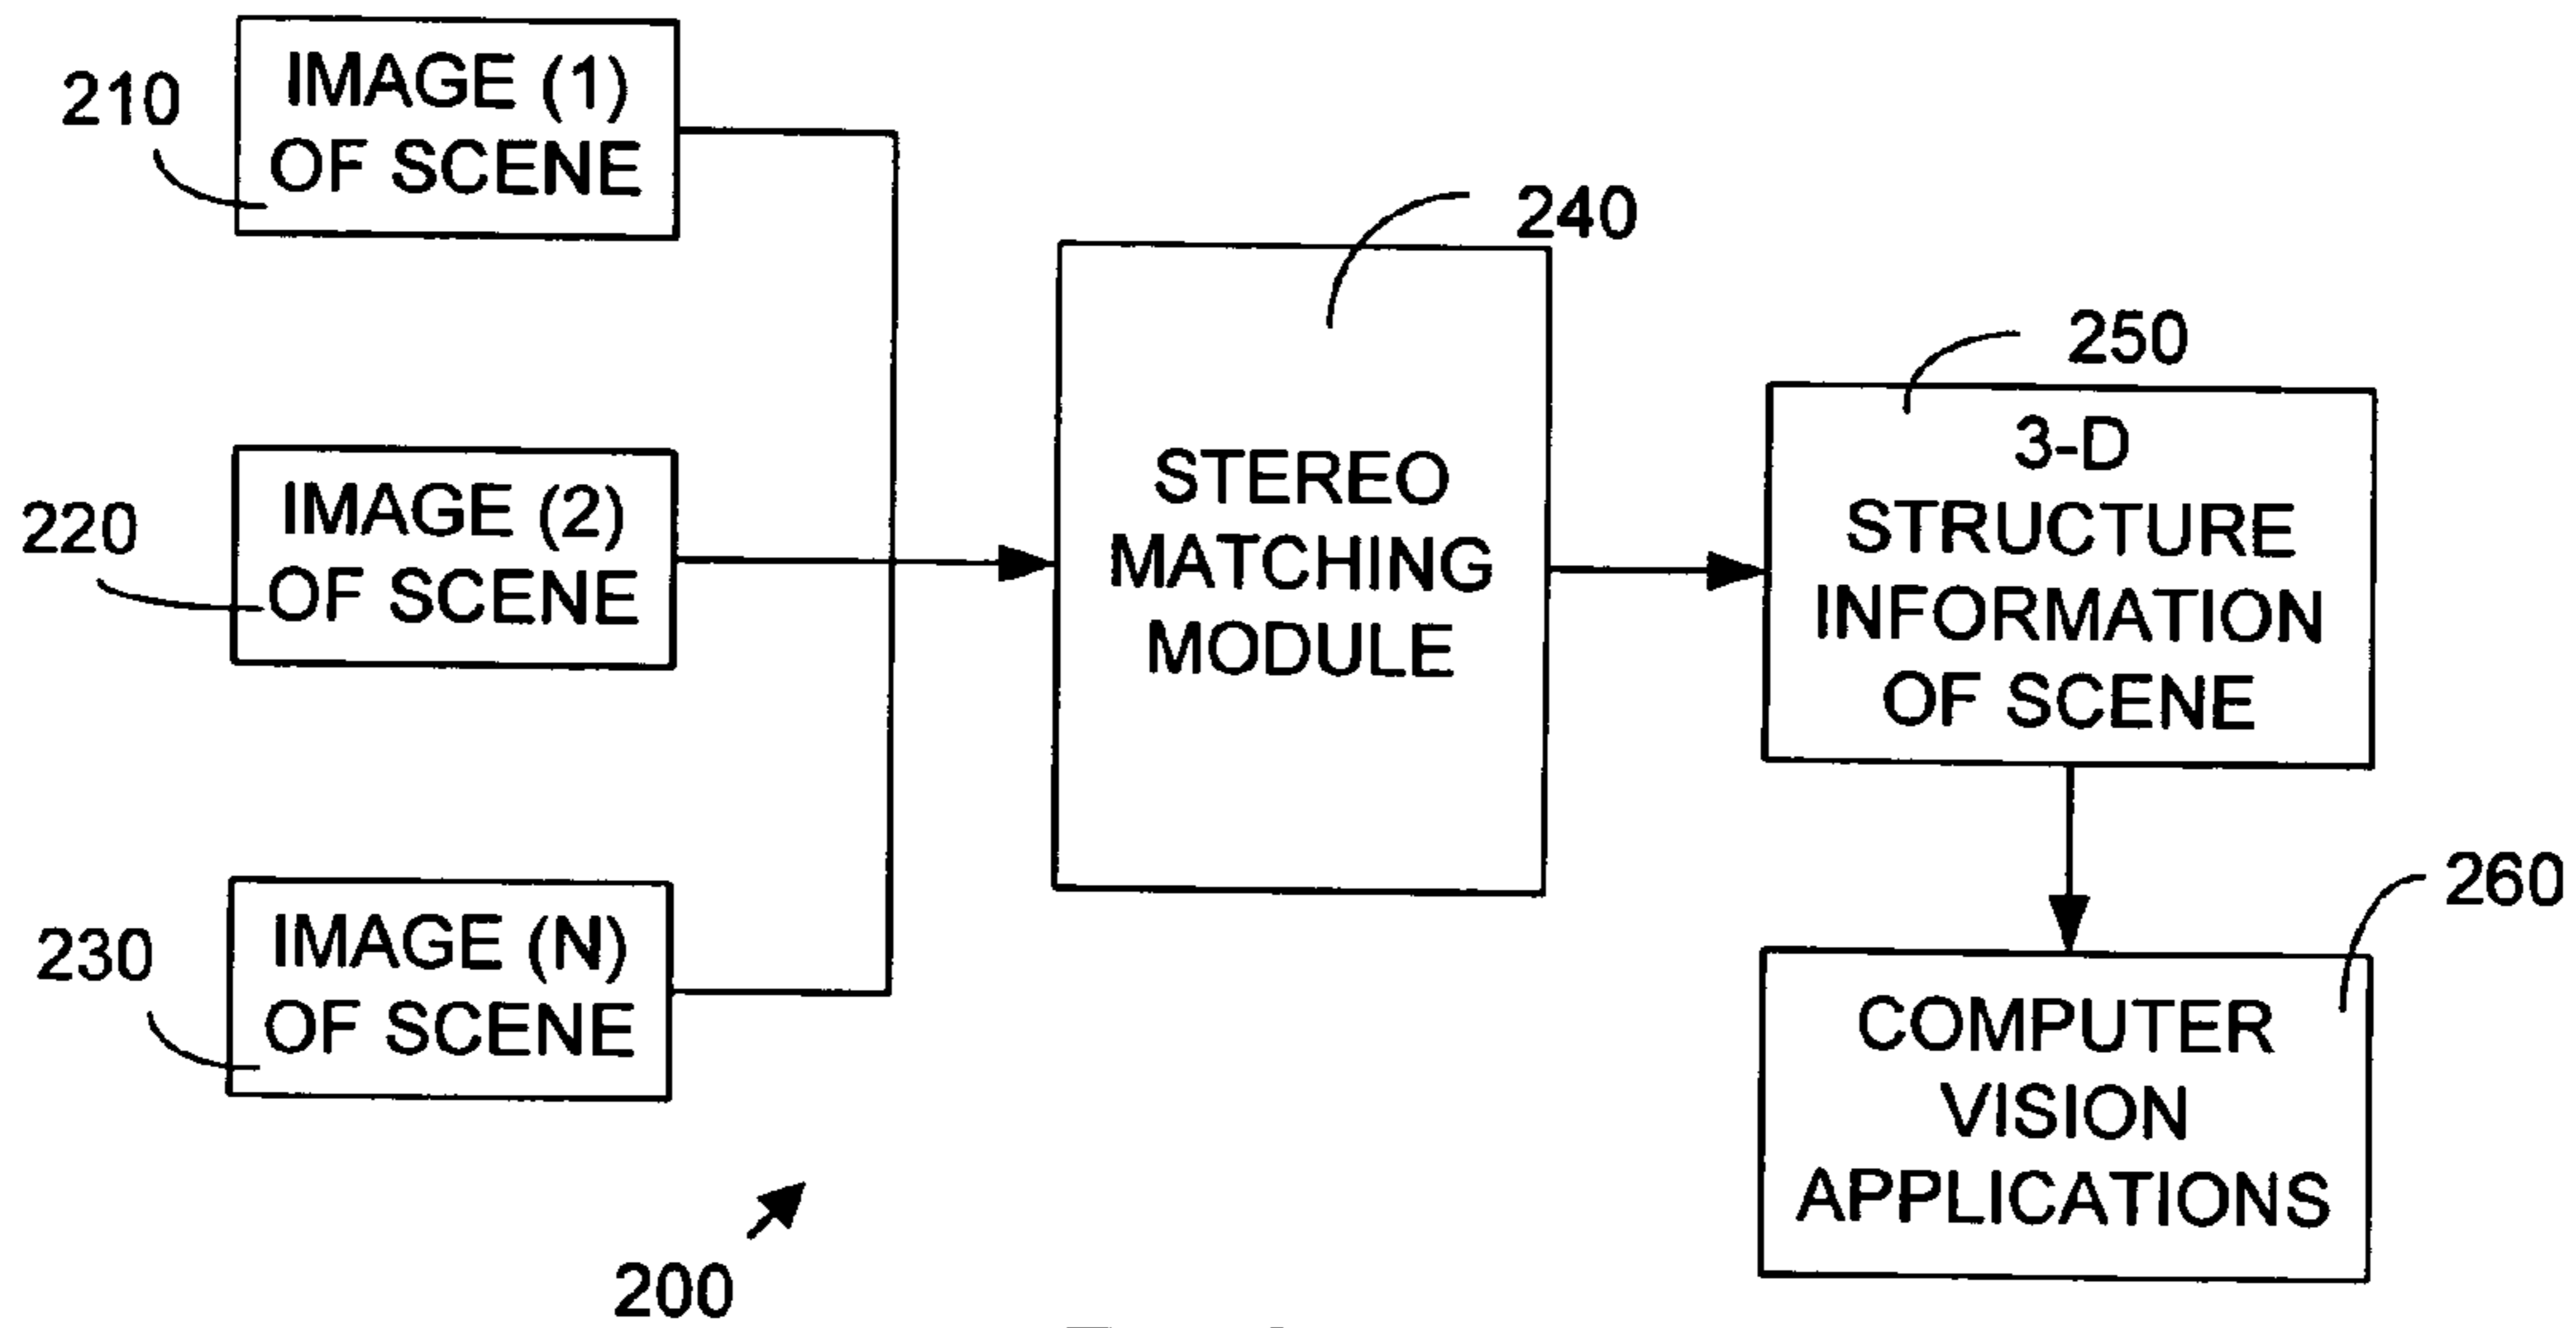 210
IMAGE (1)
OF SCENE
220
IMAGE (2)
OF SCENE
230
IMAGE (N)
OF SCENE
240
STEREO
MATCHING
MODULE
250
3-D
STRUCTURE
INFORMATION
OF SCENE
260
COMPUTER
VISION
APPLICATIONS
200